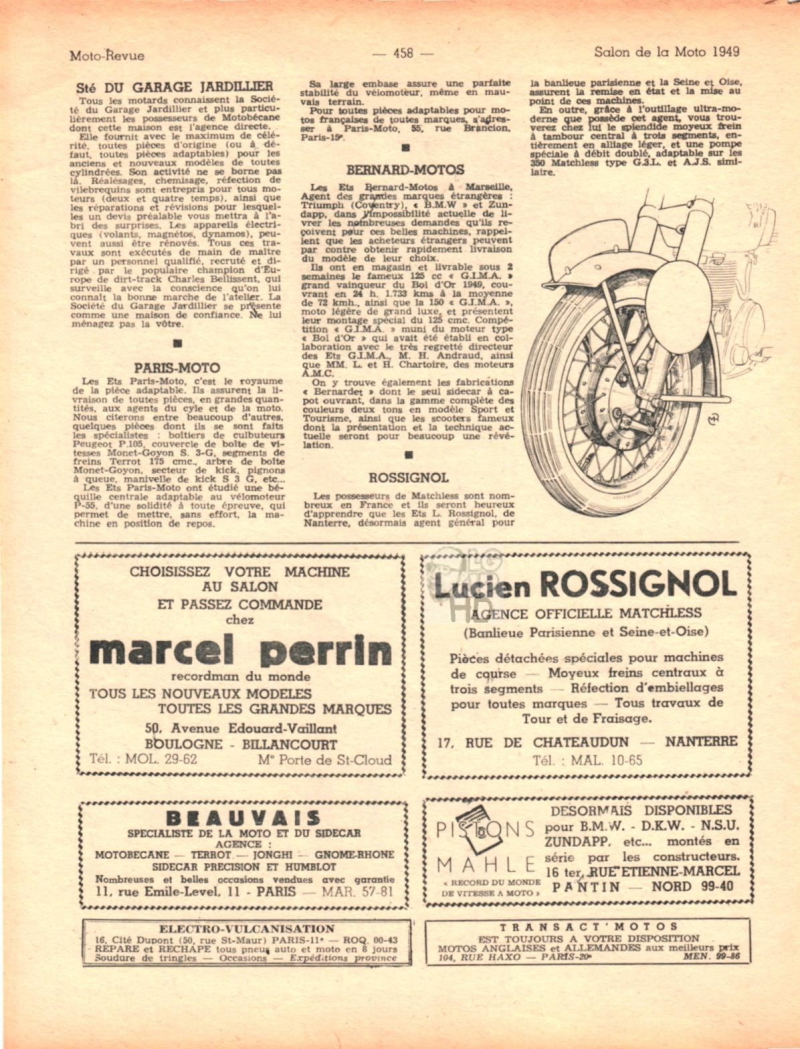 Moto-Revue
— 458 —
Salon de la Moto 1949
Sté DU GARAGE JARDILLIER
Tous les motards connaissent la Socié-
té du Garage Jardillier et plus particu-
lièrement les possesseurs de Motobécane
dont cette maison est l'agence directe.
Elle fournit avec le maximum de célé-
rité, toutes pièces d'origine (ou à dé-
faut, toutes pièces adaptables) pour les
anciens et nouveaux modèles de toutes
cylindrées. Son activité ne se borne pas
là. Réalésages, chemisage, réfection de
vilebrequins sont entrepris pour tous mo-
teurs (deux et quatre temps), ainsi que
les réparations et révisions pour lesquel-
les un devis préalable vous mettra à l'a-
bri des surprises. Les appareils électri-
ques (volants, magnétos, dynamos), peu-
vent aussi être rénovés. Tous ces tra-
vaux sont exécutés de main de maître
par un personnel qualifié, recruté et di-
rigé par le populaire champion d'Eu-
rope de dirt-track Charles Bellissent, qui
surveille avec la conscience qu'on lui
connaît la bonne marche de l'atelier. La
Société du Garage Jardillier se présente
comme une maison de confiance. Ne lui
ménagez pas la vôtre.
PARIS-MOTO
Les Ets Paris-Moto, c'est le royaume
de la pièce adaptable. Ils assurent la li-
vraison de toutes pièces, en grandes quan-
tités, aux agents du cyle et de la moto.
Nous citerons entre beaucoup d'autres,
quelques pièces dont ils se sont faits
les spécialistes : boîtiers de culbuteurs
Peugeot P.105, couvercle de boîte de vi-
tesses Monet-Goyon S. 3-G, segments de
freins Terrot 175 cmc., arbre de boîte
Monet-Goyon, secteur de kick, pignons
à queue, manivelle de kick S 3 G, etc...
Les Ets Paris-Moto ont étudié une bé-
quille centrale adaptable au vélomoteur
P-55, d'une solidité à toute épreuve, qui
permet de mettre, sans effort, la ma-
chine en position de repos.
Sa large embase assure une parfaite
stabilité du vélomoteur, même en mau-
vais terrain.
Pour toutes pièces adaptables pour mo-
tos françaises de toutes marques, s'agres-
ser à Paris-Moto, 55, rue Brancion,
Paris-15e.
BERNARD-MOTOS
Les Ets Bernard-Motos à Marseille,
Agent des grandes marques étrangères :
Triumph (Coventry), « B.M.W » et Zun-
dapp, dans l'impossibilité actuelle de li-
vrer les nombreuses demandes qu'ils re-
çoivent pour ces belles machines, rappel-
lent que les acheteurs étrangers peuvent
par contre obtenir rapidement livraison
du modèle de leur choix.
Ils ont en magasin et livrable sous 2
semaines le fameux 125 cc « G.I.M.A. »
grand vainqueur du Bol d'Or 1949, cou-
vrant en 24 h. 1.733 kms à la moyenne
de 72 kmh., ainsi que la 150 « G.I.M.A. »,
moto légère de grand luxe, et présentent
leur montage spécial du 125 cmc. Compé-
tition « G.I.M.A. » muni du moteur type
« Bol d'Or » qui avait été établi en col-
laboration avec le très regretté directeur
des Ets G.I.M.A., M. H. Andraud, ainsi
que MM. L. et H. Chartoire, des moteurs
A.M.C.
On y trouve également les fabrications
« Bernardet » dont le seul sidecar à ca-
pot ouvrant, dans la gamme complète des
couleurs deux tons en modèle Sport et
Tourisme, ainsi que les scooters fameux
dont la présentation et la technique ac-
tuelle seront pour beaucoup une révé-
lation.
ROSSIGNOL
Les possesseurs de Matchless sont nom-
breux en France et ils seront heureux
d'apprendre que les Ets L. Rossignol, de
Nanterre, désormais agent général pour
la banlieue parisienne et la Seine et Oise,
assurent la remise en état et la mise au
point de ces machines.
En outre, grâce à l'outillage ultra-mo-
derne que possède cet agent, vous trou-
verez chez lui le splendide moyeux frein
à tambour central à trois segments, en-
tièrement en alliage léger, et une pompe
spéciale à débit doublé, adaptable sur les
350 Matchless type G.3.L. et A.J.S. simi-
laire.
CHOISISSEZ VOTRE MACHINE
AU SALON
ET PASSEZ COMMANDE
chez
marcel perrin
recordman du monde
TOUS LES NOUVEAUX MODELES
TOUTES LES GRANDES MARQUES
50, Avenue Edouard-Vaillant
BOULOGNE - BILLANCOURT
Tél. : MOL. 29-62 Mo Porte de St-Cloud
Lucien ROSSIGNOL
AGENCE OFFICIELLE MATCHLESS
(Banlieue Parisienne et Seine-et-Oise)
Pièces détachées spéciales pour machines
de course — Moyeux freins centraux à
trois segments — Réfection d'embiellages
pour toutes marques — Tous travaux de
Tour et de Fraisage.
17, RUE DE CHATEAUDUN — NANTERRE
Tél. : MAL. 10-65
BEAUVAIS
SPECIALISTE DE LA MOTO ET DU SIDECAR
AGENCE :
MOTOBECANE — TERROT — JONGHI — GNOME-RHONE
SIDECAR PRECISION ET HUMBLOT
Nombreuses et belles occasions vendues avec garantie
11, rue Emile-Level, 11 - PARIS — MAR. 57-81
PISTONS
MAHLE
« RECORD DU MONDE
DE VITESSE A MOTO »
DESORMAIS DISPONIBLES
pour B.M.W. - D.K.W. - N.S.U.
ZUNDAPP, etc... montés en
série par les constructeurs.
16 ter, RUE ETIENNE-MARCEL
PANTIN — NORD 99-40
ELECTRO-VULCANISATION
16, Cité Dupont (50, rue St-Maur) PARIS-11e - ROQ. 00-43
REPARE et RECHAPE tous pneus auto et moto en 8 jours
Soudure de tringles — Occasions — Expéditions province
TRANSACT'MOTOS
EST TOUJOURS A VOTRE DISPOSITION
MOTOS ANGLAISES et ALLEMANDES aux meilleurs prix
104, RUE HAXO — PARIS-20e MEN. 99-86